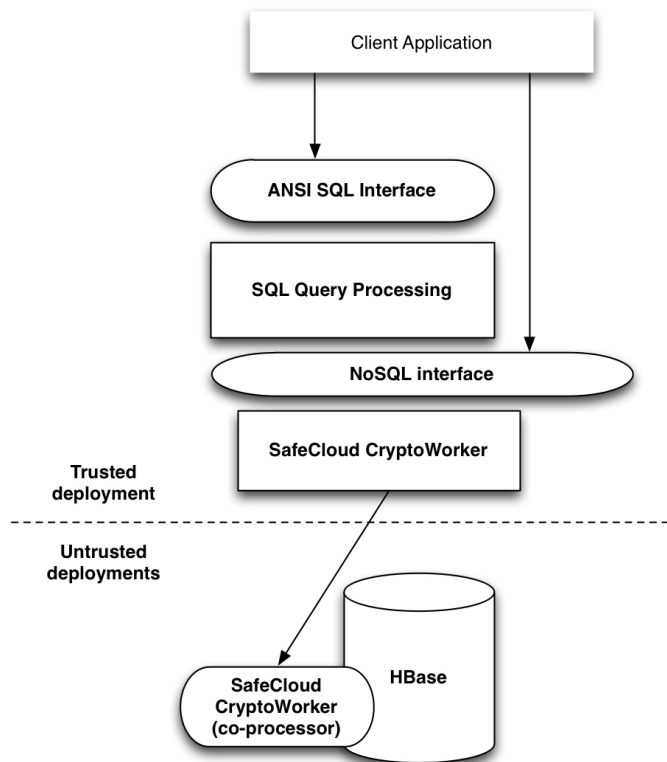 Client Application
ANSI SQL Interface
SQL Query Processing
NoSQL interface
SafeCloud CryptoWorker
Trusted
deployment
Untrusted
deployments
HBase
SafeCloud
CryptoWorker
(co-processor)